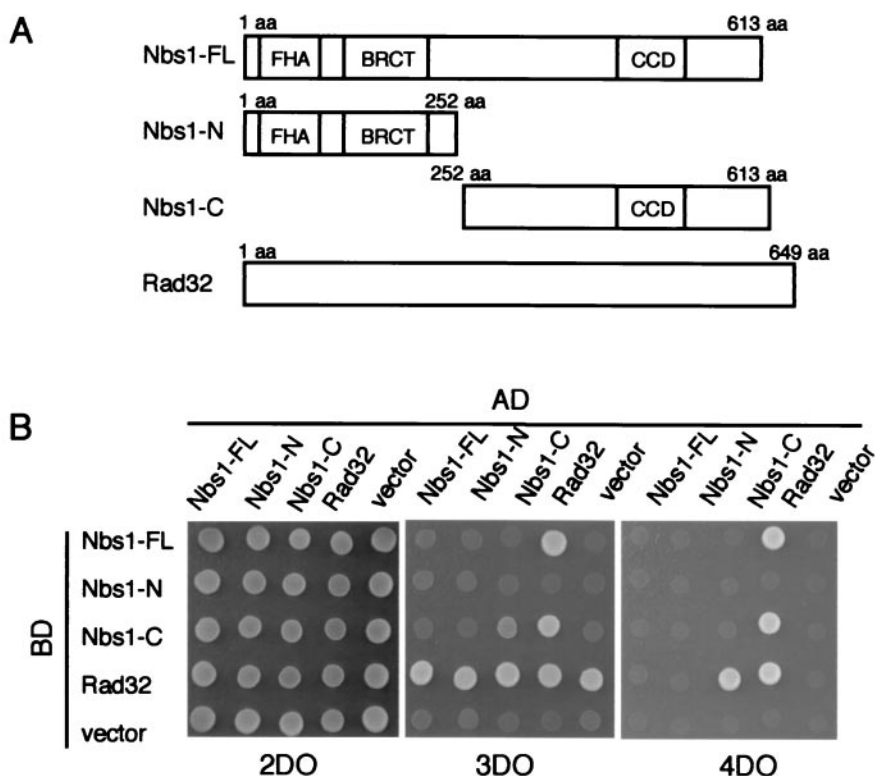 A
1 aa 613 aa
Nbs1-FL FHA BRCT CCD
1 aa 252 aa
Nbs1-N FHA BRCT
252 aa 613 aa
Nbs1-C CCD
1 aa 649 aa
Rad32
B
AD
Nbs1-FL Nbs1-N Nbs1-C Rad32 vector Nbs1-FL Nbs1-N Nbs1-C Rad32 vector Nbs1-FL Nbs1-N Nbs1-C Rad32 vector
BD
Nbs1-FL
Nbs1-N
Nbs1-C
Rad32
vector
2DO 3DO 4DO